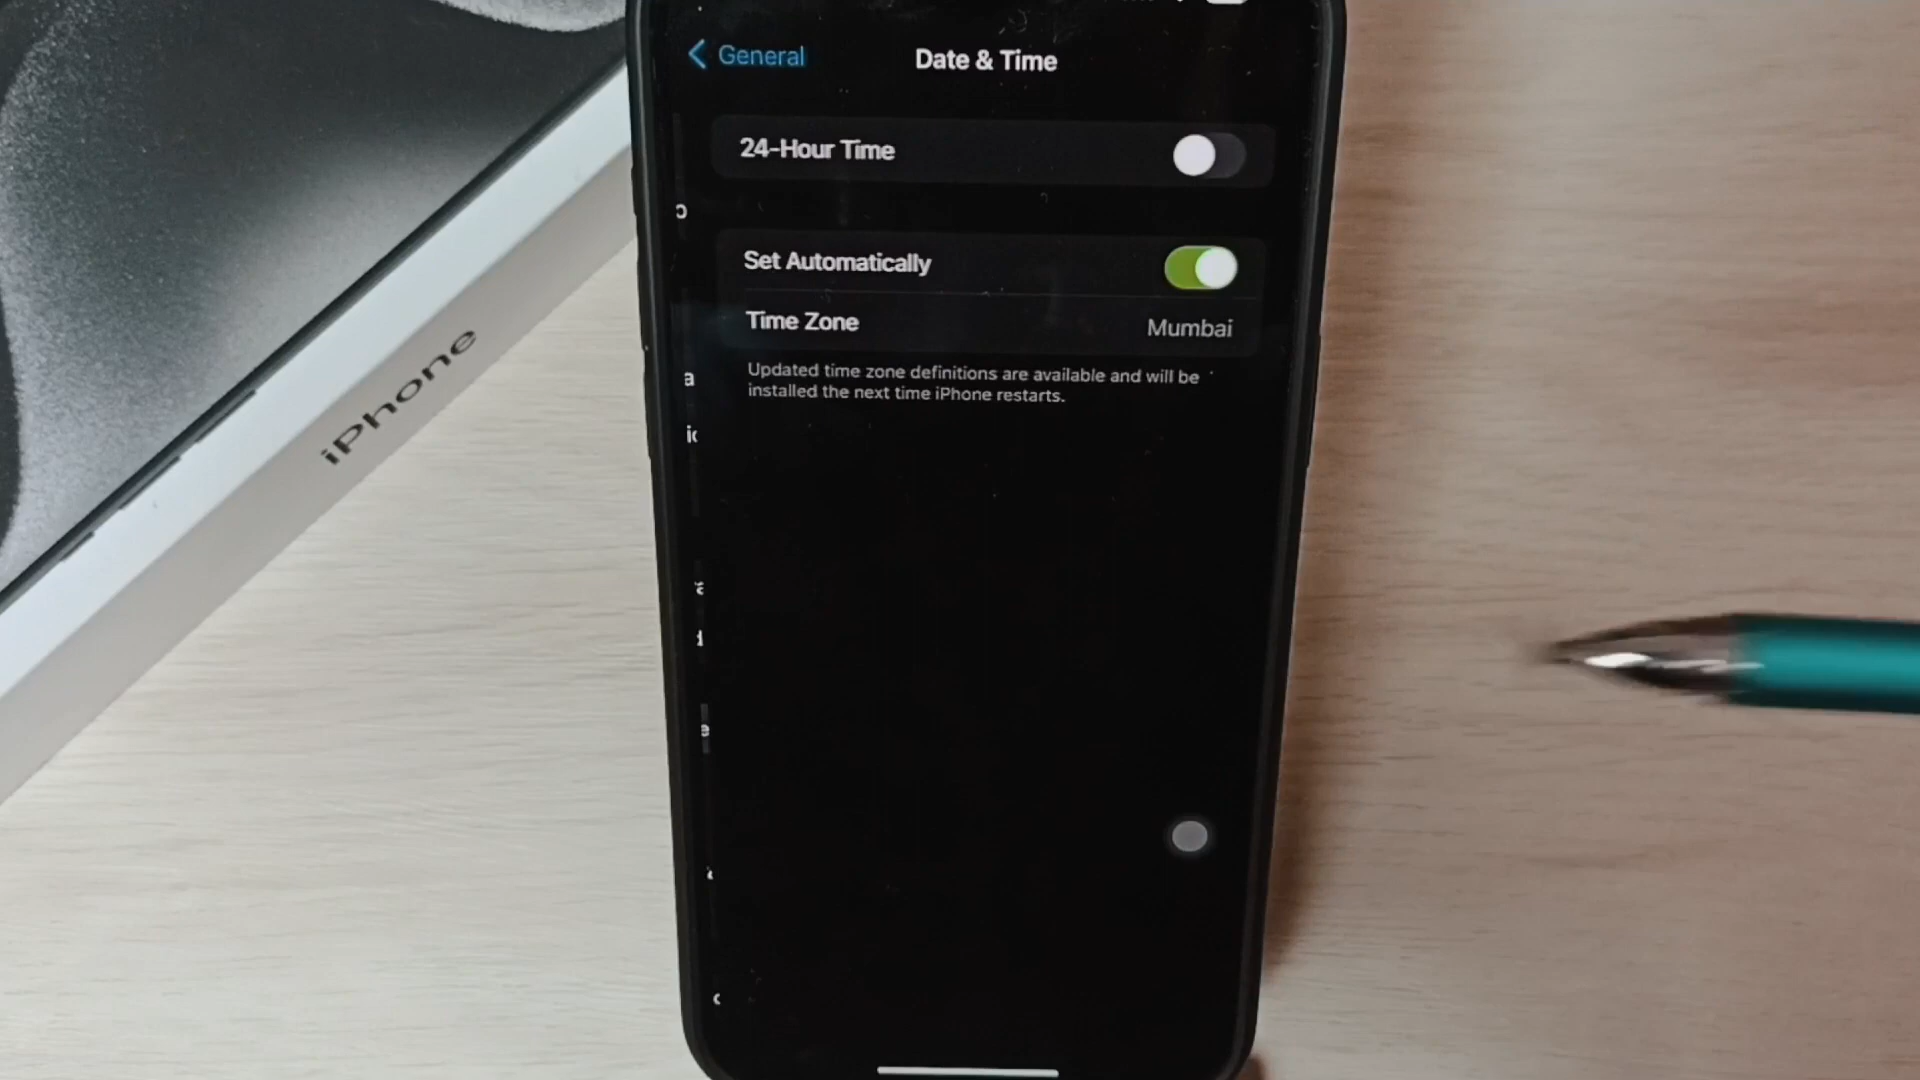 General
Date & Time
24-Hour Time
Set Automatically
Time Zone
Mumbai
Updated time zone definitions are available and will be
installed the next time iPhone restarts.
iPhone